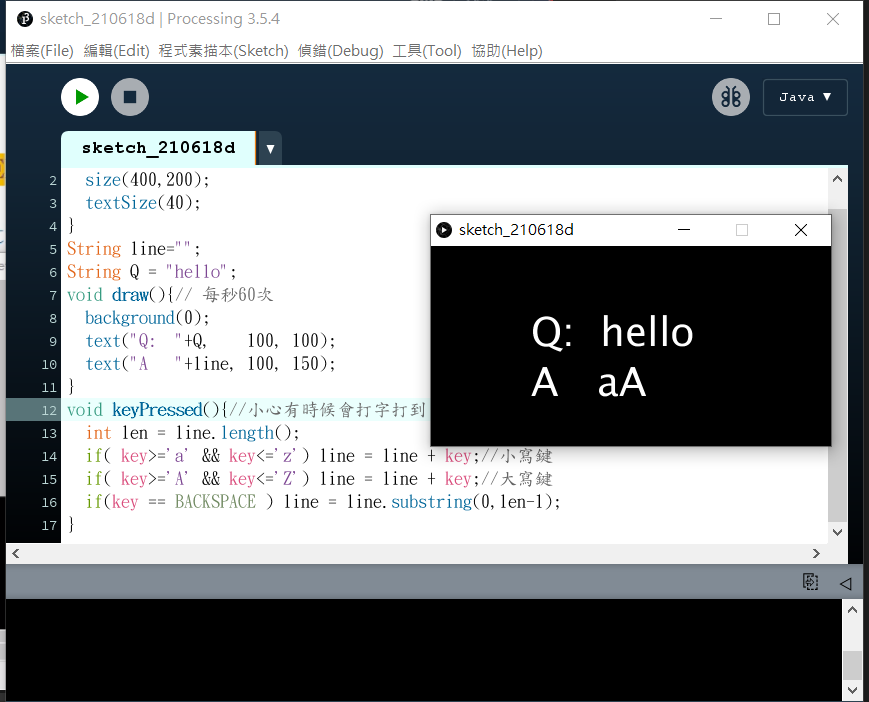 sketch_210618d | Processing 3.5.4
檔案(File) 編輯(Edit) 程式素描本(Sketch) 偵錯(Debug) 工具(Tool) 協助(Help)
Java ▼
sketch_210618d ▼
2 size(400,200);
3 textSize(40);
4 }
5 String line="";
6 String Q = "hello";
7 void draw(){// 每秒60次
8 background(0);
9 text("Q:  "+Q,    100, 100);
10 text("A   "+line, 100, 150);
11 }
12 void keyPressed(){//小心有時候會打字打到
13 int len = line.length();
14 if( key>='a' && key<='z') line = line + key;//小寫鍵
15 if( key>='A' && key<='Z') line = line + key;//大寫鍵
16 if(key == BACKSPACE ) line = line.substring(0,len-1);
17 }
sketch_210618d
Q:  hello
A   aA